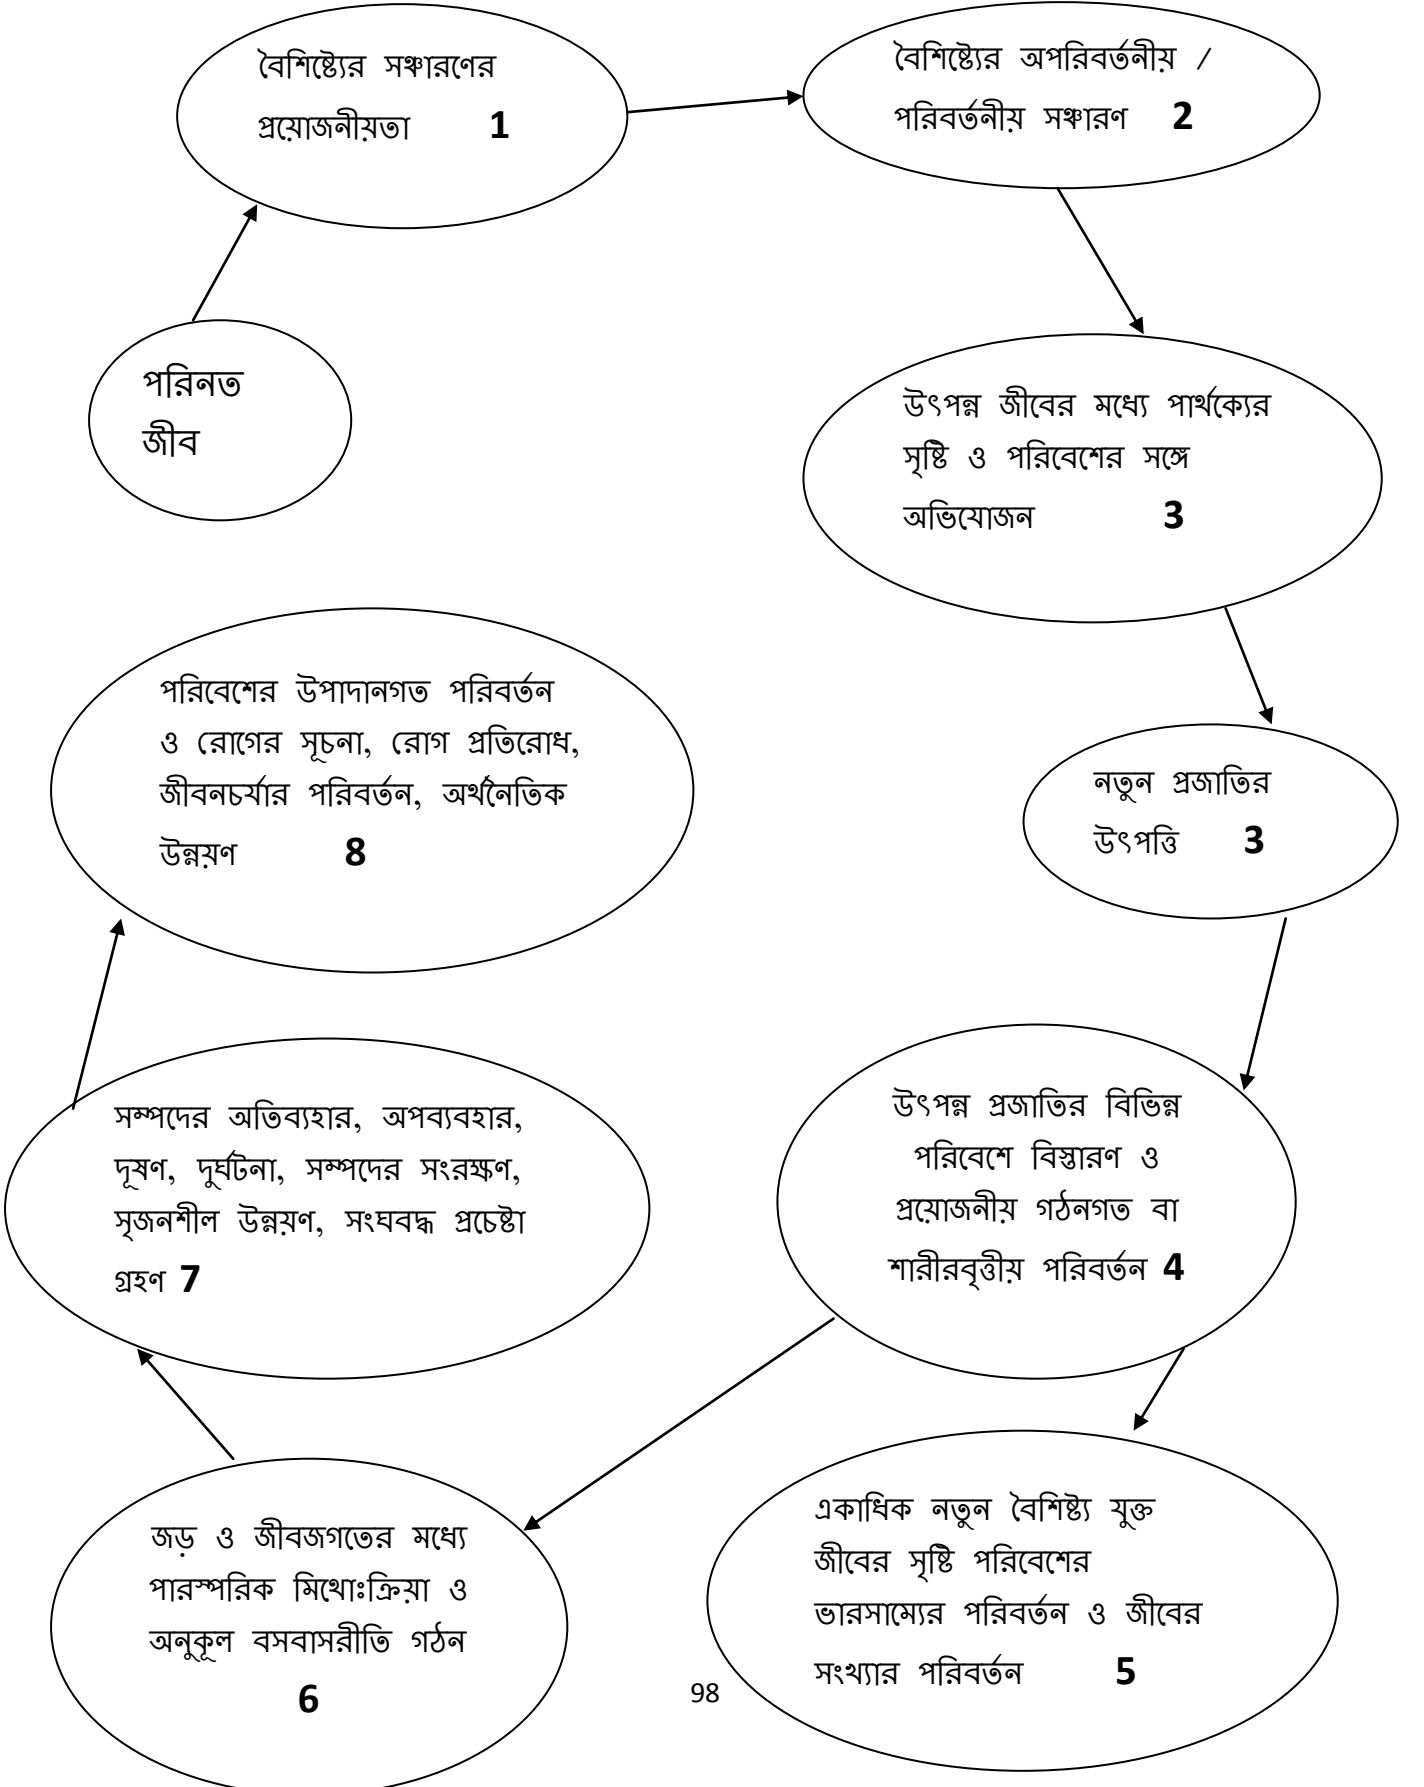 বৈশিষ্ট্যের সঞ্চারণের
প্রয়োজনীয়তা 1
বৈশিষ্ট্যের অপরিবর্তনীয় /
পরিবর্তনীয় সঞ্চারণ 2
পরিনত
জীব
উৎপন্ন জীবের মধ্যে পার্থক্যের
সৃষ্টি ও পরিবেশের সঙ্গে
অভিযোজন 3
নতুন প্রজাতির
উৎপত্তি 3
পরিবেশের উপাদানগত পরিবর্তন
ও রোগের সূচনা, রোগ প্রতিরোধ,
জীবনচর্যার পরিবর্তন, অর্থনৈতিক
উন্নয়ণ 8
উৎপন্ন প্রজাতির বিভিন্ন
পরিবেশে বিস্তারণ ও
প্রয়োজনীয় গঠনগত বা
শারীরবৃত্তীয় পরিবর্তন 4
সম্পদের অতিব্যহার, অপব্যবহার,
দূষণ, দুর্ঘটনা, সম্পদের সংরক্ষণ,
সৃজনশীল উন্নয়ণ, সংঘবদ্ধ প্রচেষ্টা
গ্রহণ 7
একাধিক নতুন বৈশিষ্ট্য যুক্ত
জীবের সৃষ্টি পরিবেশের
ভারসাম্যের পরিবর্তন ও জীবের
সংখ্যার পরিবর্তন 5
জড় ও জীবজগতের মধ্যে
পারস্পরিক মিথোঃক্রিয়া ও
অনুকূল বসবাসরীতি গঠন
6
98